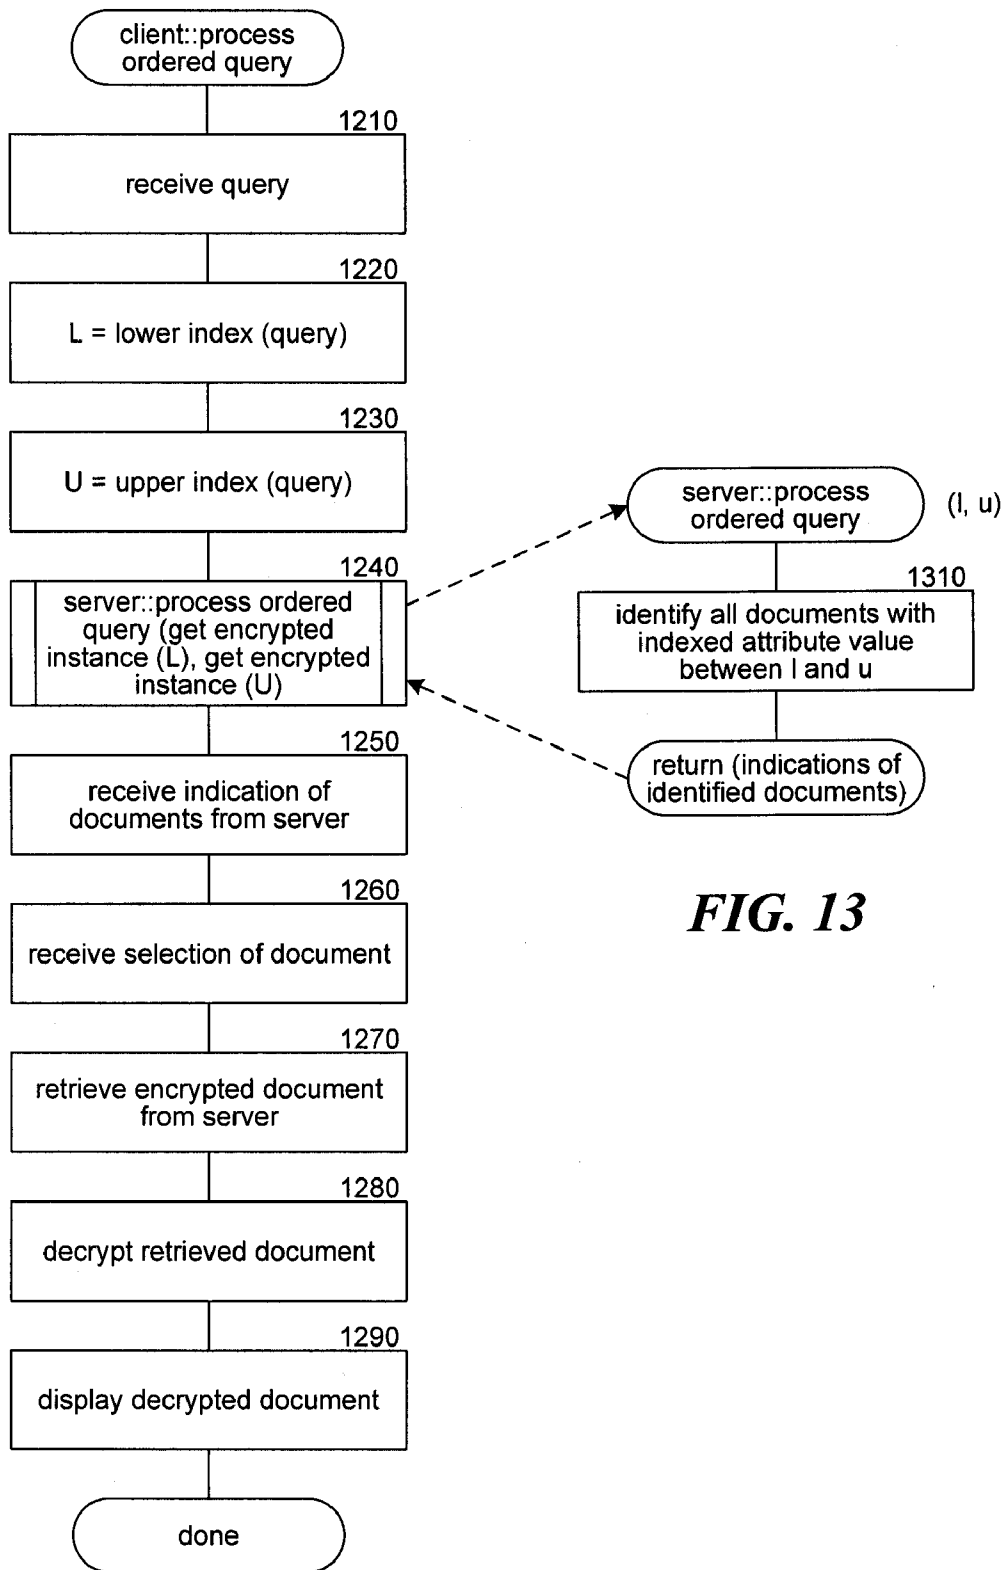 client::process
ordered query
1210
receive query
1220
L = lower index (query)
1230
U = upper index (query)
1240
server::process ordered
query (get encrypted
instance (L), get encrypted
instance (U)
1250
receive indication of
documents from server
1260
receive selection of document
1270
retrieve encrypted document
from server
1280
decrypt retrieved document
1290
display decrypted document
done
server::process
ordered query
(l, u)
1310
identify all documents with
indexed attribute value
between l and u
return (indications of
identified documents)
FIG. 13